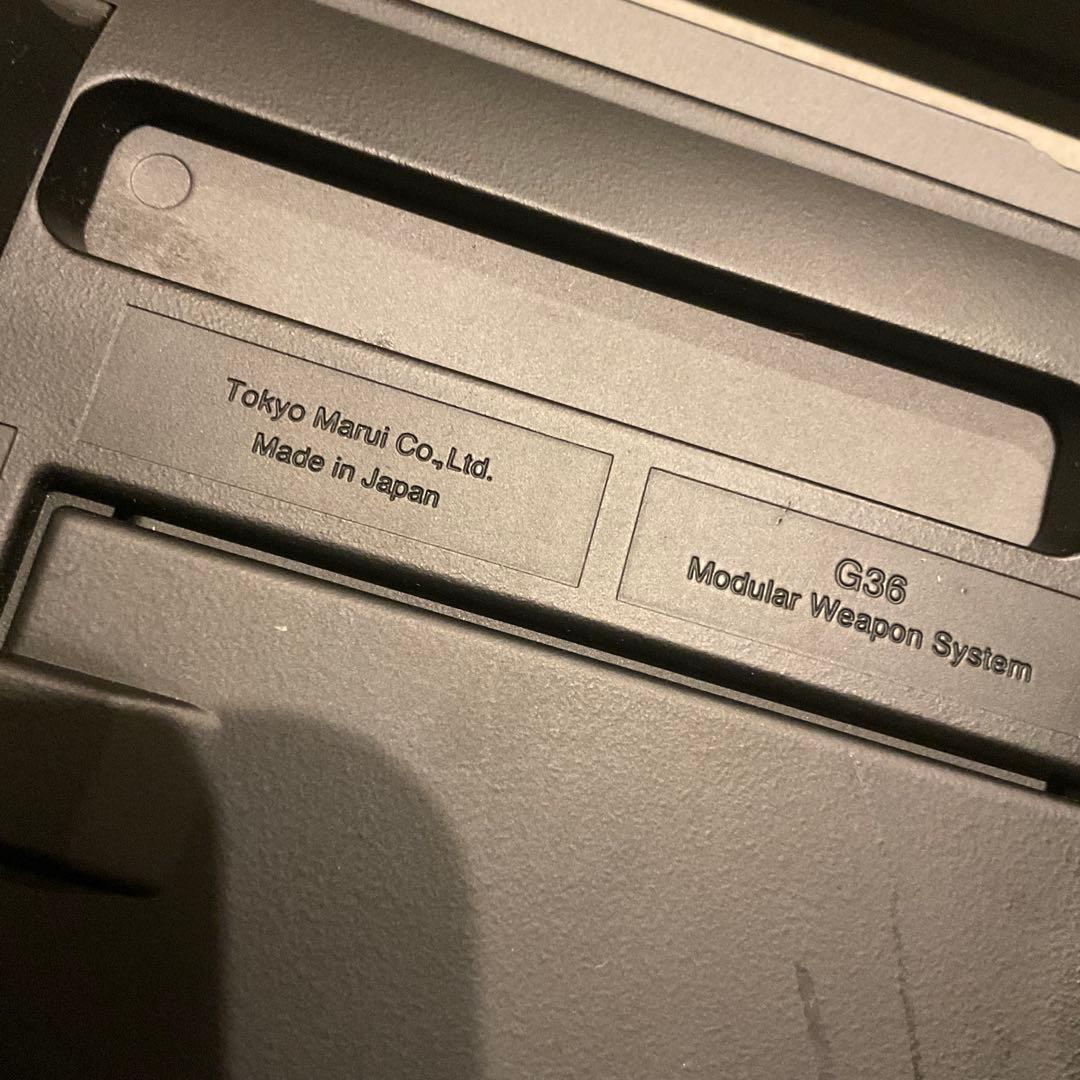 Tokyo Marui Co.,Ltd.
Made in Japan
G36
Modular Weapon System